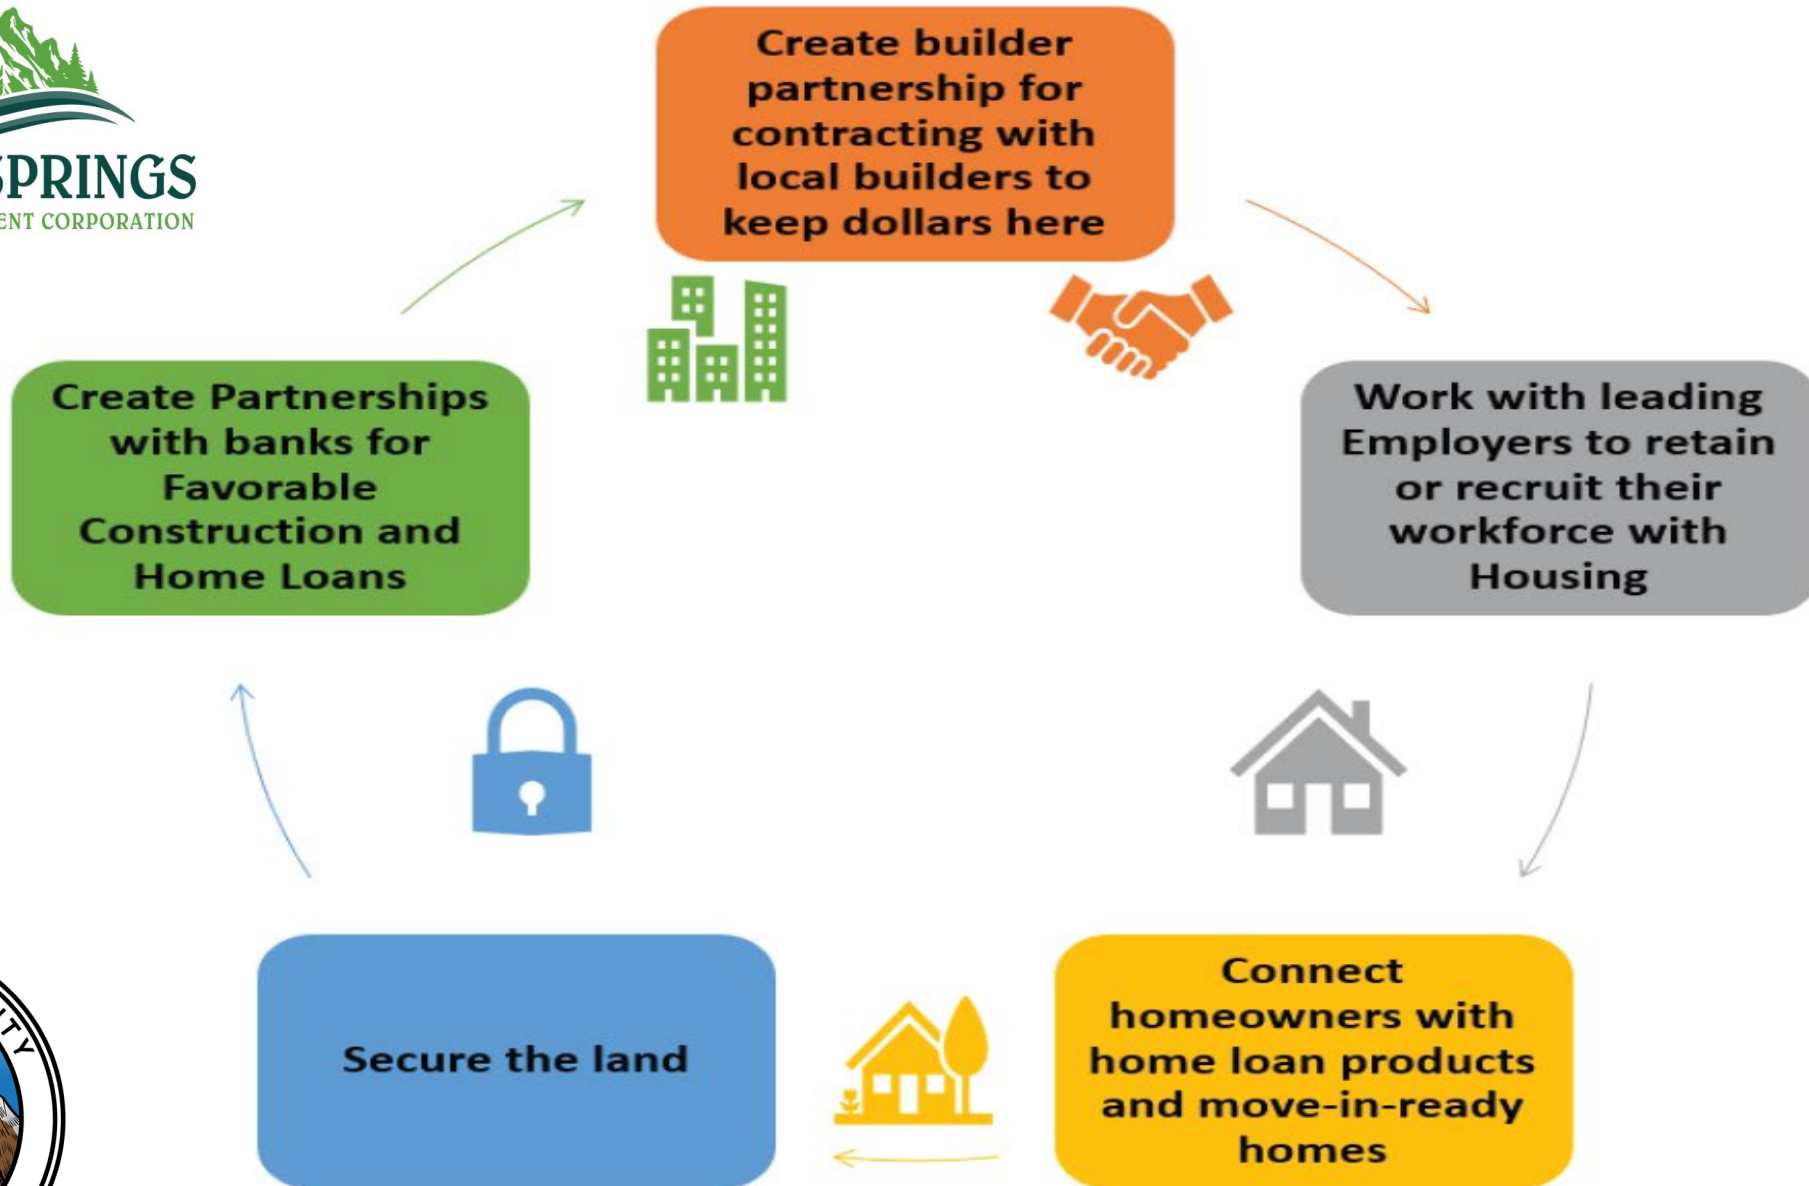 SPRINGS
CORPORATION
Create builder
partnership for
contracting with
local builders to
keep dollars here
Create Partnerships
with banks for
Favorable
Construction and
Home Loans
Work with leading
Employers to retain
or recruit their
workforce with
Housing
Secure the land
Connect
homeowners with
home loan products
and move-in-ready
homes